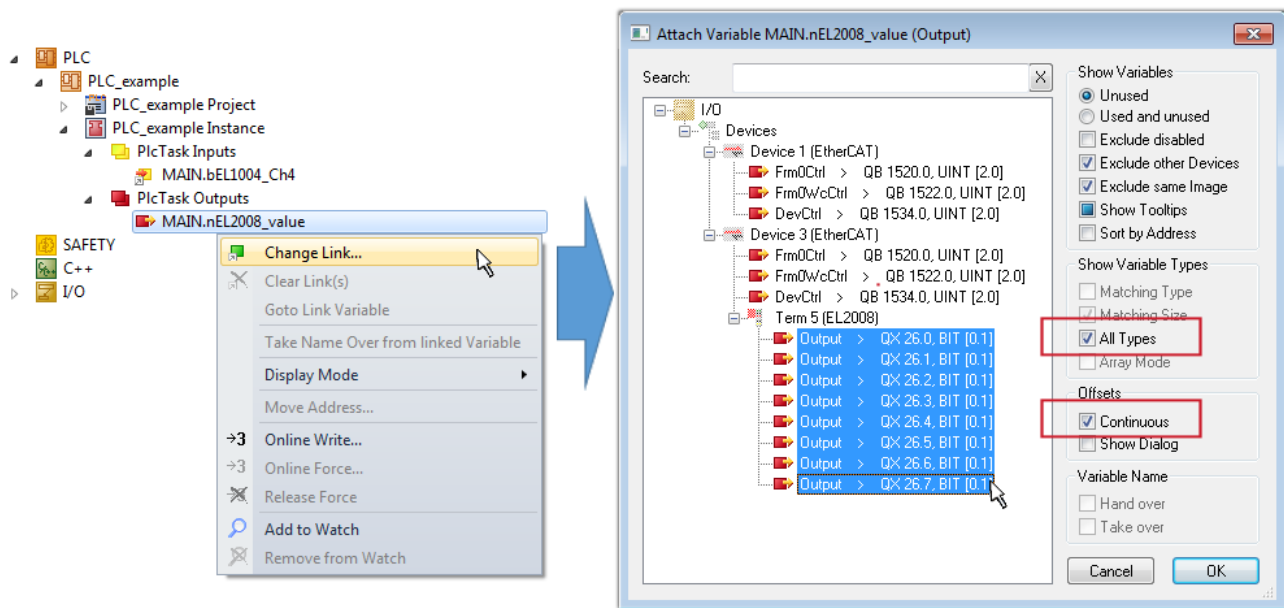 PLC
PLC_example
PLC_example Project
PLC_example Instance
PlcTask Inputs
MAIN.bEL1004_Ch4
PlcTask Outputs
MAIN.nEL2008_value
SAFETY
C++
I/O
Change Link...
Clear Link(s)
Goto Link Variable
Take Name Over from linked Variable
Display Mode
Move Address...
→3 Online Write...
→3 Online Force...
Release Force
Add to Watch
Remove from Watch
Attach Variable MAIN.nEL2008_value (Output)
Search:
I/O
Devices
Device 1 (EtherCAT)
Frm0Ctrl > QB 1520.0, UINT [2.0]
Frm0WcCtrl > QB 1522.0, UINT [2.0]
DevCtrl > QB 1534.0, UINT [2.0]
Device 3 (EtherCAT)
Frm0Ctrl > QB 1520.0, UINT [2.0]
Frm0WcCtrl > QB 1522.0, UINT [2.0]
DevCtrl > QB 1534.0, UINT [2.0]
Term 5 (EL2008)
Output > QX 26.0, BIT [0.1]
Output > QX 26.1, BIT [0.1]
Output > QX 26.2, BIT [0.1]
Output > QX 26.3, BIT [0.1]
Output > QX 26.4, BIT [0.1]
Output > QX 26.5, BIT [0.1]
Output > QX 26.6, BIT [0.1]
Output > QX 26.7, BIT [0.1]
Show Variables
Unused
Used and unused
Exclude disabled
Exclude other Devices
Exclude same Image
Show Tooltips
Sort by Address
Show Variable Types
Matching Type
Matching Size
All Types
Array Mode
Offsets
Continuous
Show Dialog
Variable Name
Hand over
Take over
Cancel
OK